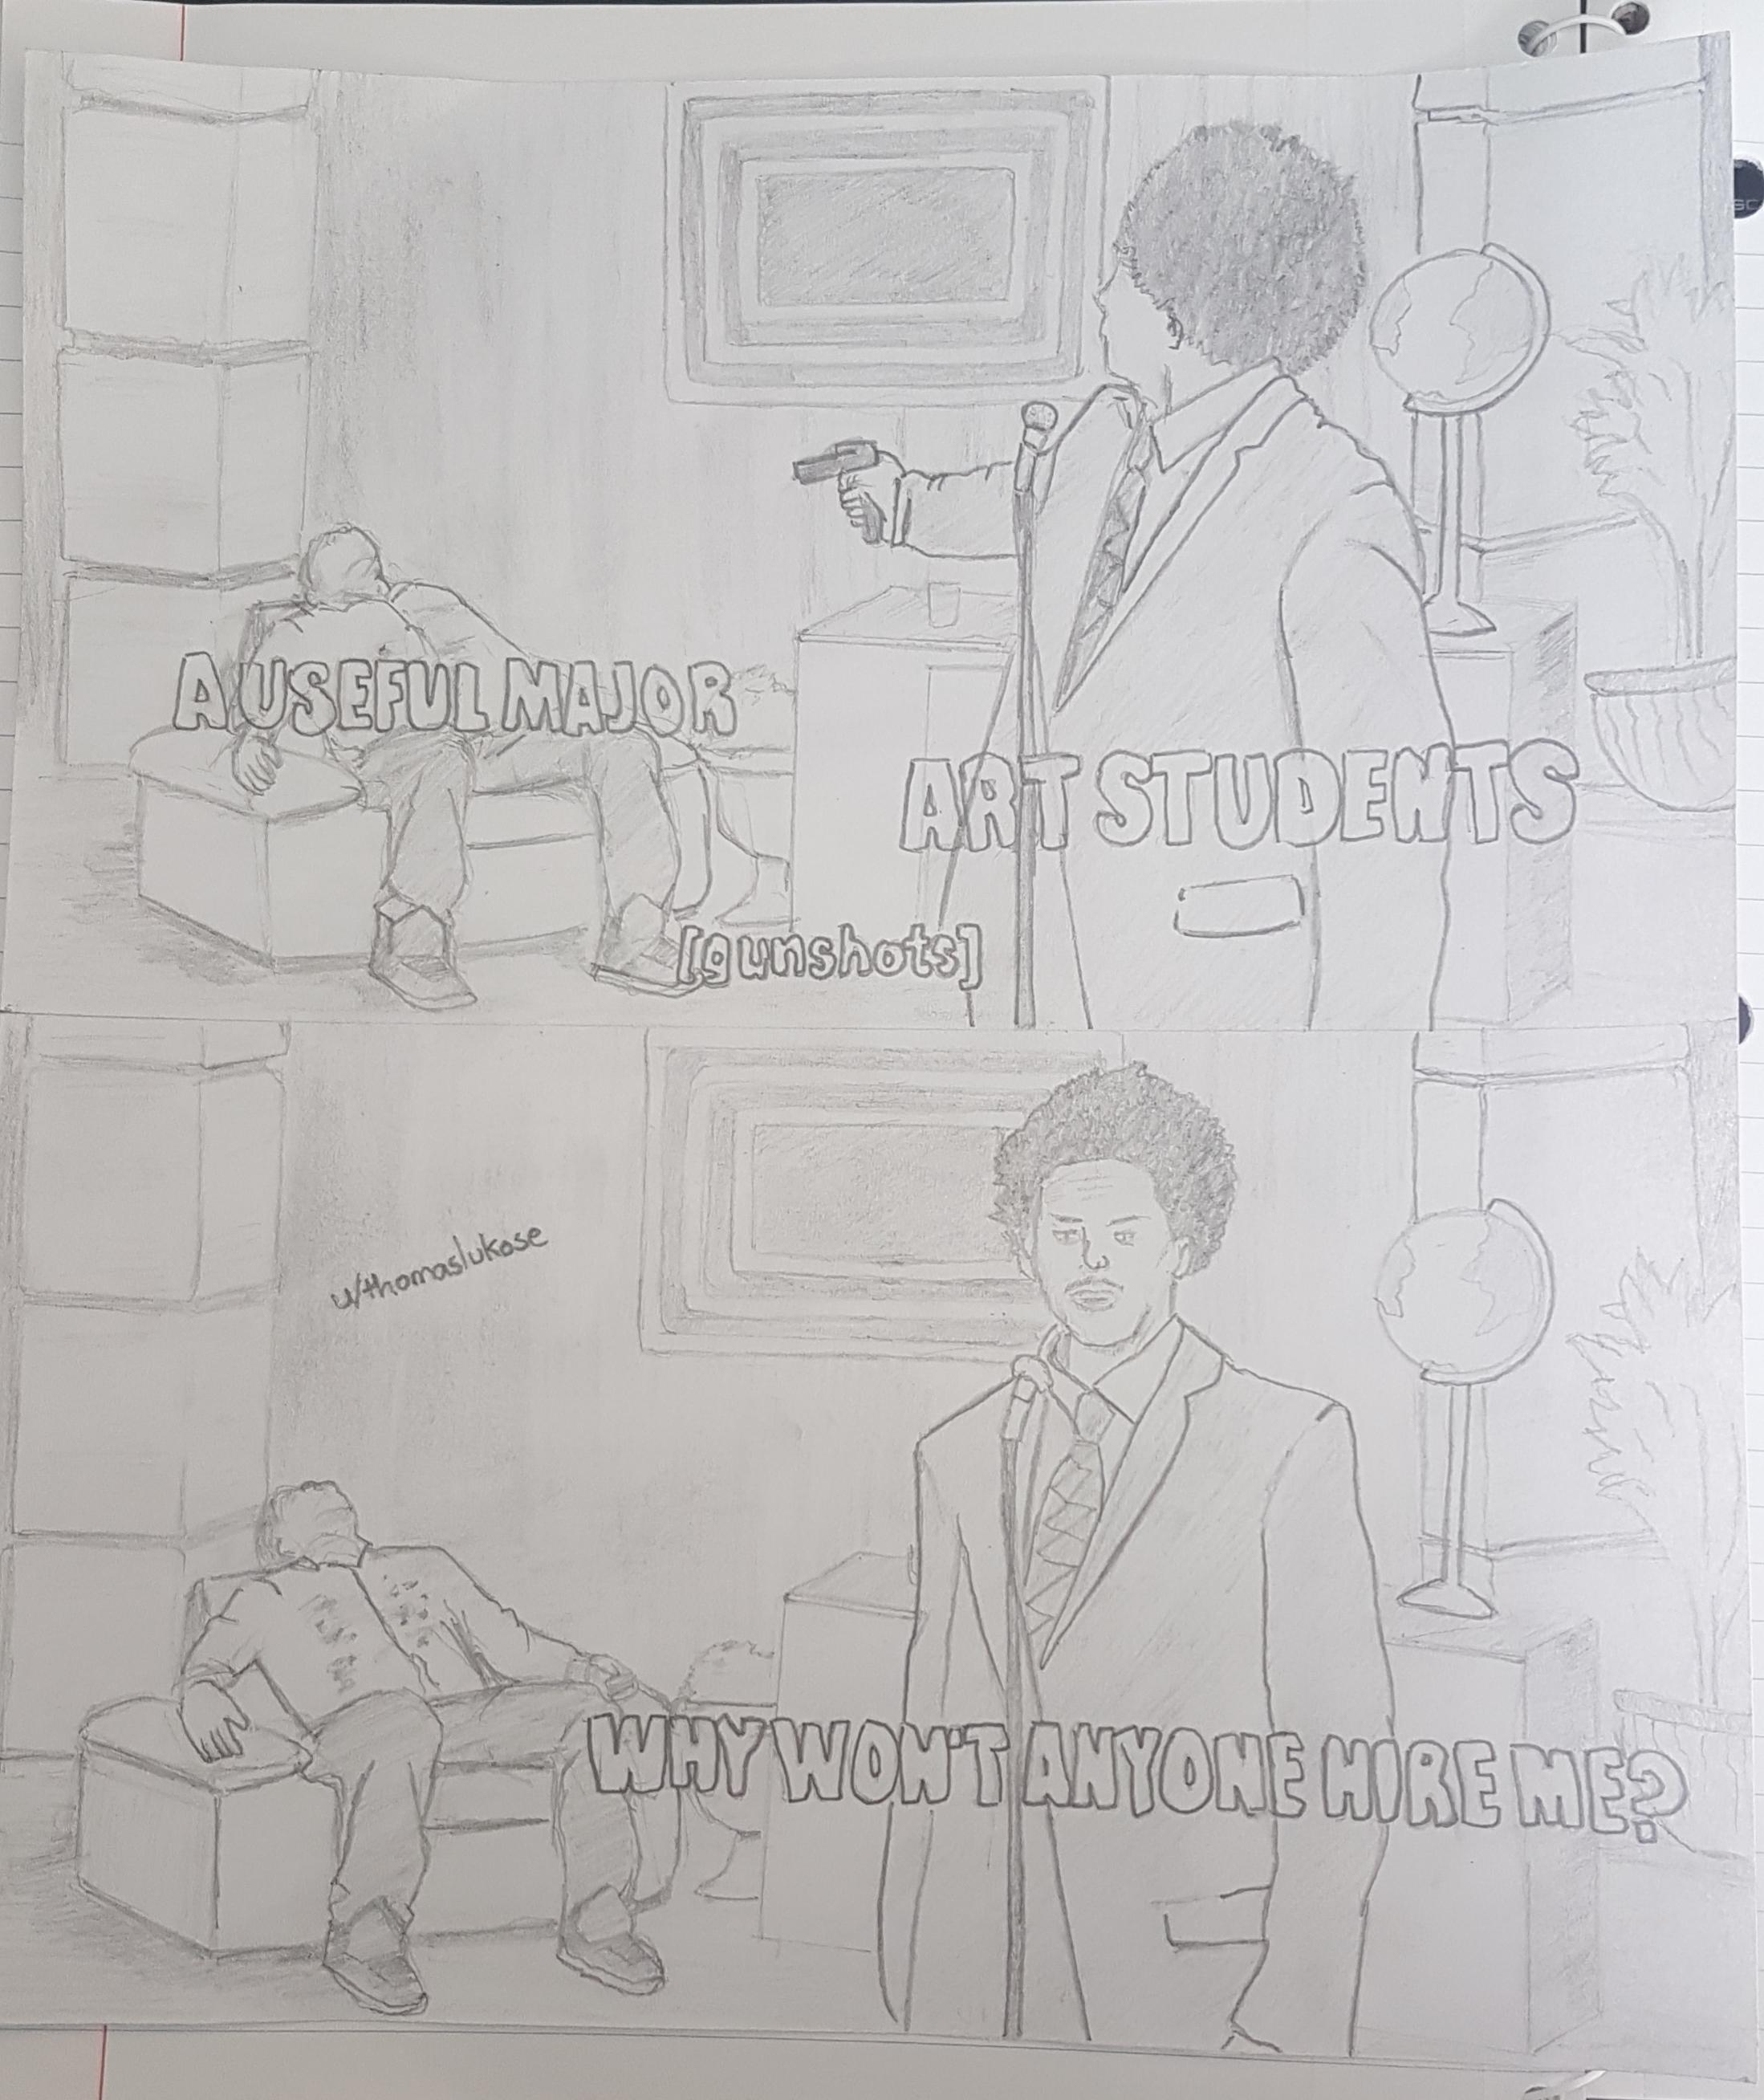 A USEFUL MAJOR
ART STUDENTS
[gunshots]
u/thomaslukose
WHY WON'T ANYONE HIRE ME?